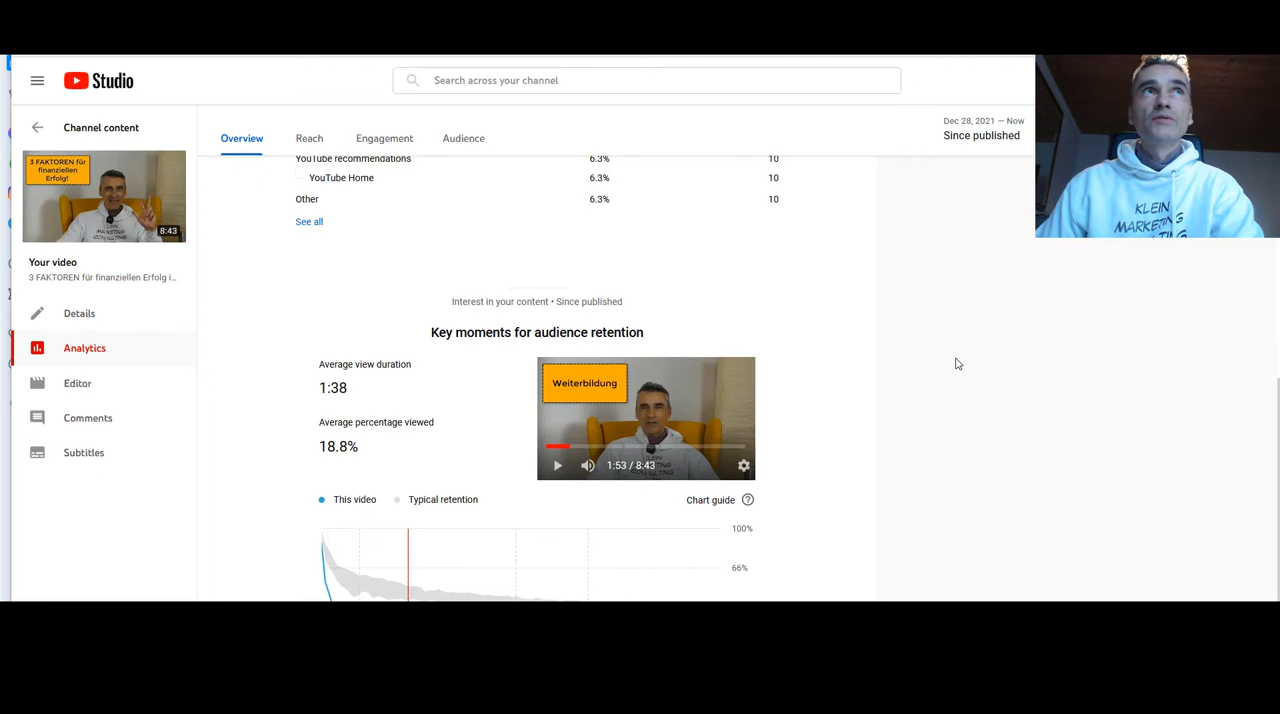 Studio
Search across your channel
Channel content
Overview
Reach
Engagement
Audience
Dec 28, 2021 — Now
Since published
YouTube recommendations 6.3% 10
YouTube Home 6.3% 10
Other 6.3% 10
See all
3 FAKTOREN für
finanziellen
Erfolg!
KLEIN
MARKETING
CONSULTING
8:43
Your video
3 FAKTOREN für finanziellen Erfolg i...
Details
Analytics
Editor
Comments
Subtitles
Interest in your content • Since published
Key moments for audience retention
Average view duration
1:38
Average percentage viewed
18.8%
Weiterbildung
1:53 / 8:43
This video
Typical retention
Chart guide
100%
66%
KLEIN
MARKETING